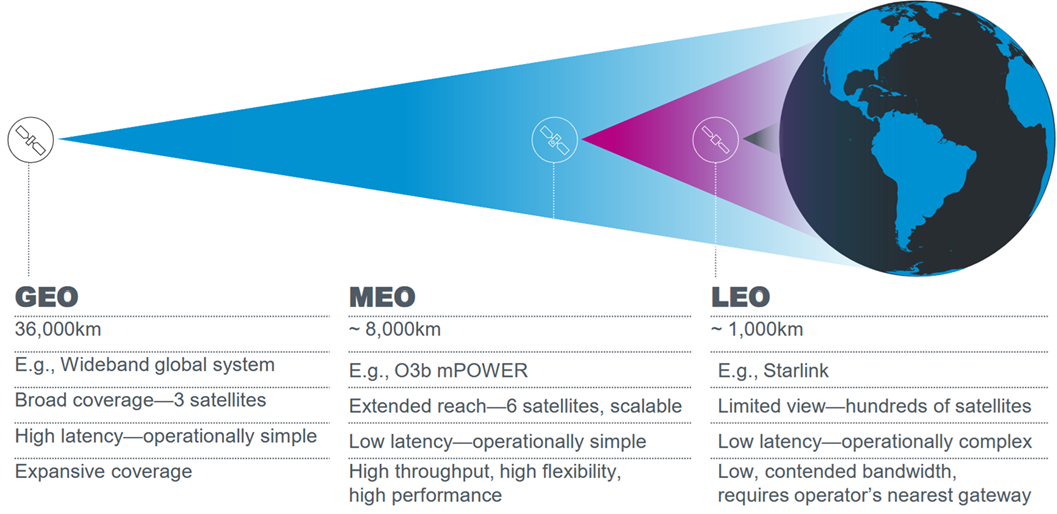 GEO
36,000km
E.g., Wideband global system
Broad coverage—3 satellites
High latency—operationally simple
Expansive coverage
MEO
~ 8,000km
E.g., O3b mPOWER
Extended reach—6 satellites, scalable
Low latency—operationally simple
High throughput, high flexibility,
high performance
LEO
~ 1,000km
E.g., Starlink
Limited view—hundreds of satellites
Low latency—operationally complex
Low, contended bandwidth,
requires operator’s nearest gateway